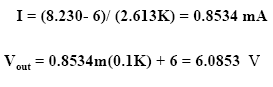 I = (8.230- 6)/ (2.613K) = 0.8534 mA
Vout = 0.8534m(0.1K) + 6 = 6.0853 V